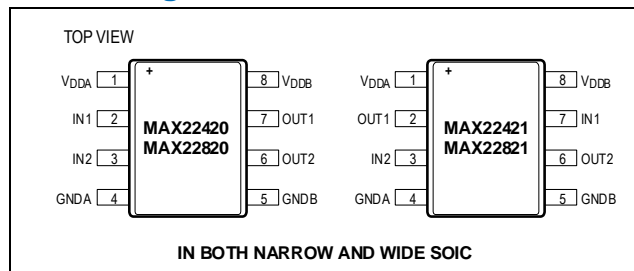 TOP VIEW
VDDA 1 + 8 VDDB
IN1 2 7 OUT1
MAX22420
MAX22820
IN2 3 6 OUT2
GNDA 4 5 GNDB
VDDA 1 + 8 VDDB
OUT1 2 7 IN1
MAX22421
MAX22821
IN2 3 6 OUT2
GNDA 4 5 GNDB
IN BOTH NARROW AND WIDE SOIC